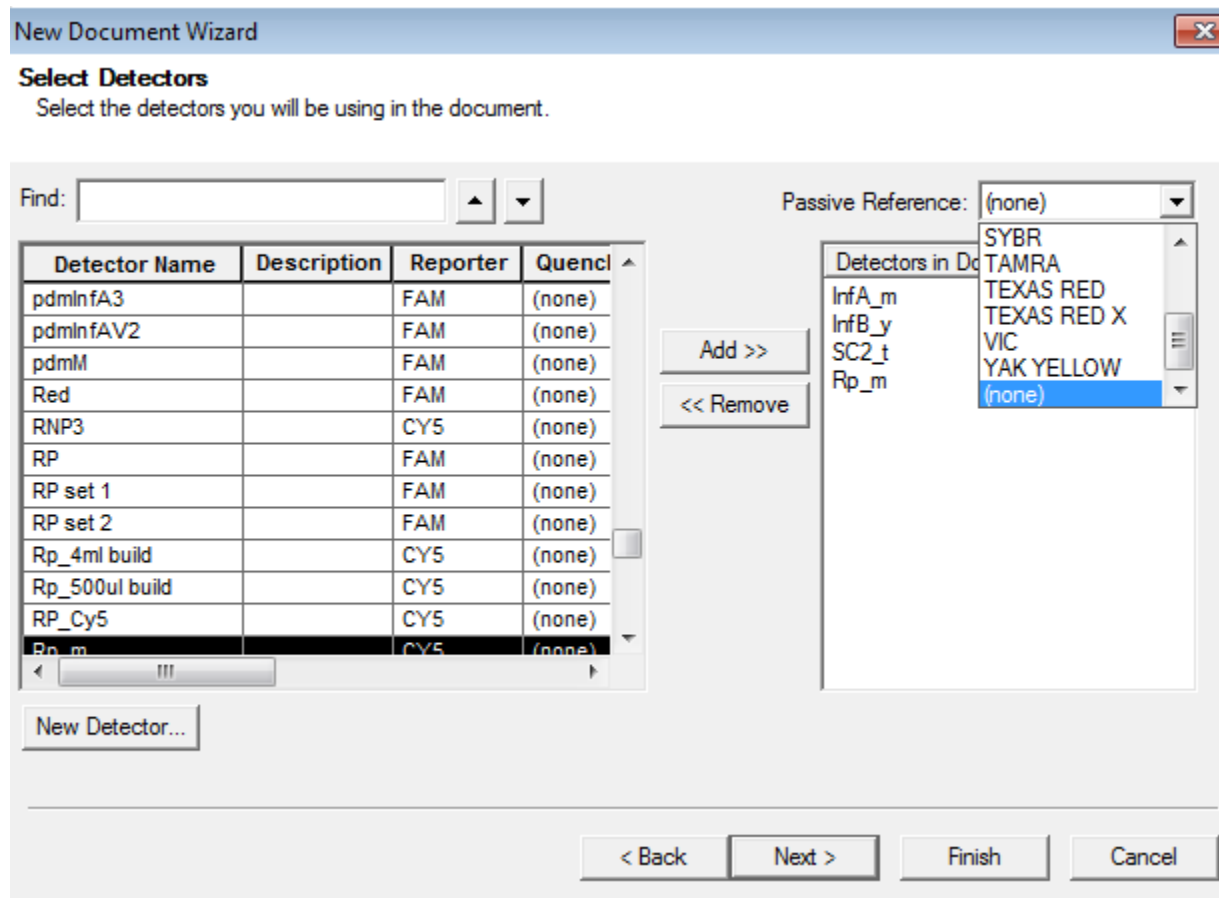 New Document Wizard
Select Detectors
Select the detectors you will be using in the document.
Find:
Passive Reference: (none)
SYBR
TAMRA
TEXAS RED
TEXAS RED X
VIC
YAK YELLOW
(none)
Detector Name Description Reporter Quencl
pdmInfA3 FAM (none)
pdmInfAV2 FAM (none)
pdmM FAM (none)
Red FAM (none)
RNP3 CY5 (none)
RP FAM (none)
RP set 1 FAM (none)
RP set 2 FAM (none)
Rp_4ml build CY5 (none)
Rp_500ul build CY5 (none)
RP_Cy5 CY5 (none)
Rp_m CY5 (none)
Add >>
<< Remove
Detectors in Do
InfA_m
InfB_y
SC2_t
Rp_m
New Detector...
< Back Next > Finish Cancel